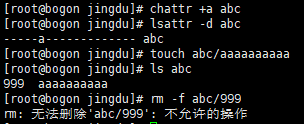 [root@bogon jingdu]# chattr +a abc
[root@bogon jingdu]# lsattr -d abc
-----a------------- abc
[root@bogon jingdu]# touch abc/aaaaaaaaaa
[root@bogon jingdu]# ls abc
999  aaaaaaaaaa
[root@bogon jingdu]# rm -f abc/999
rm: 无法删除'abc/999': 不允许的操作